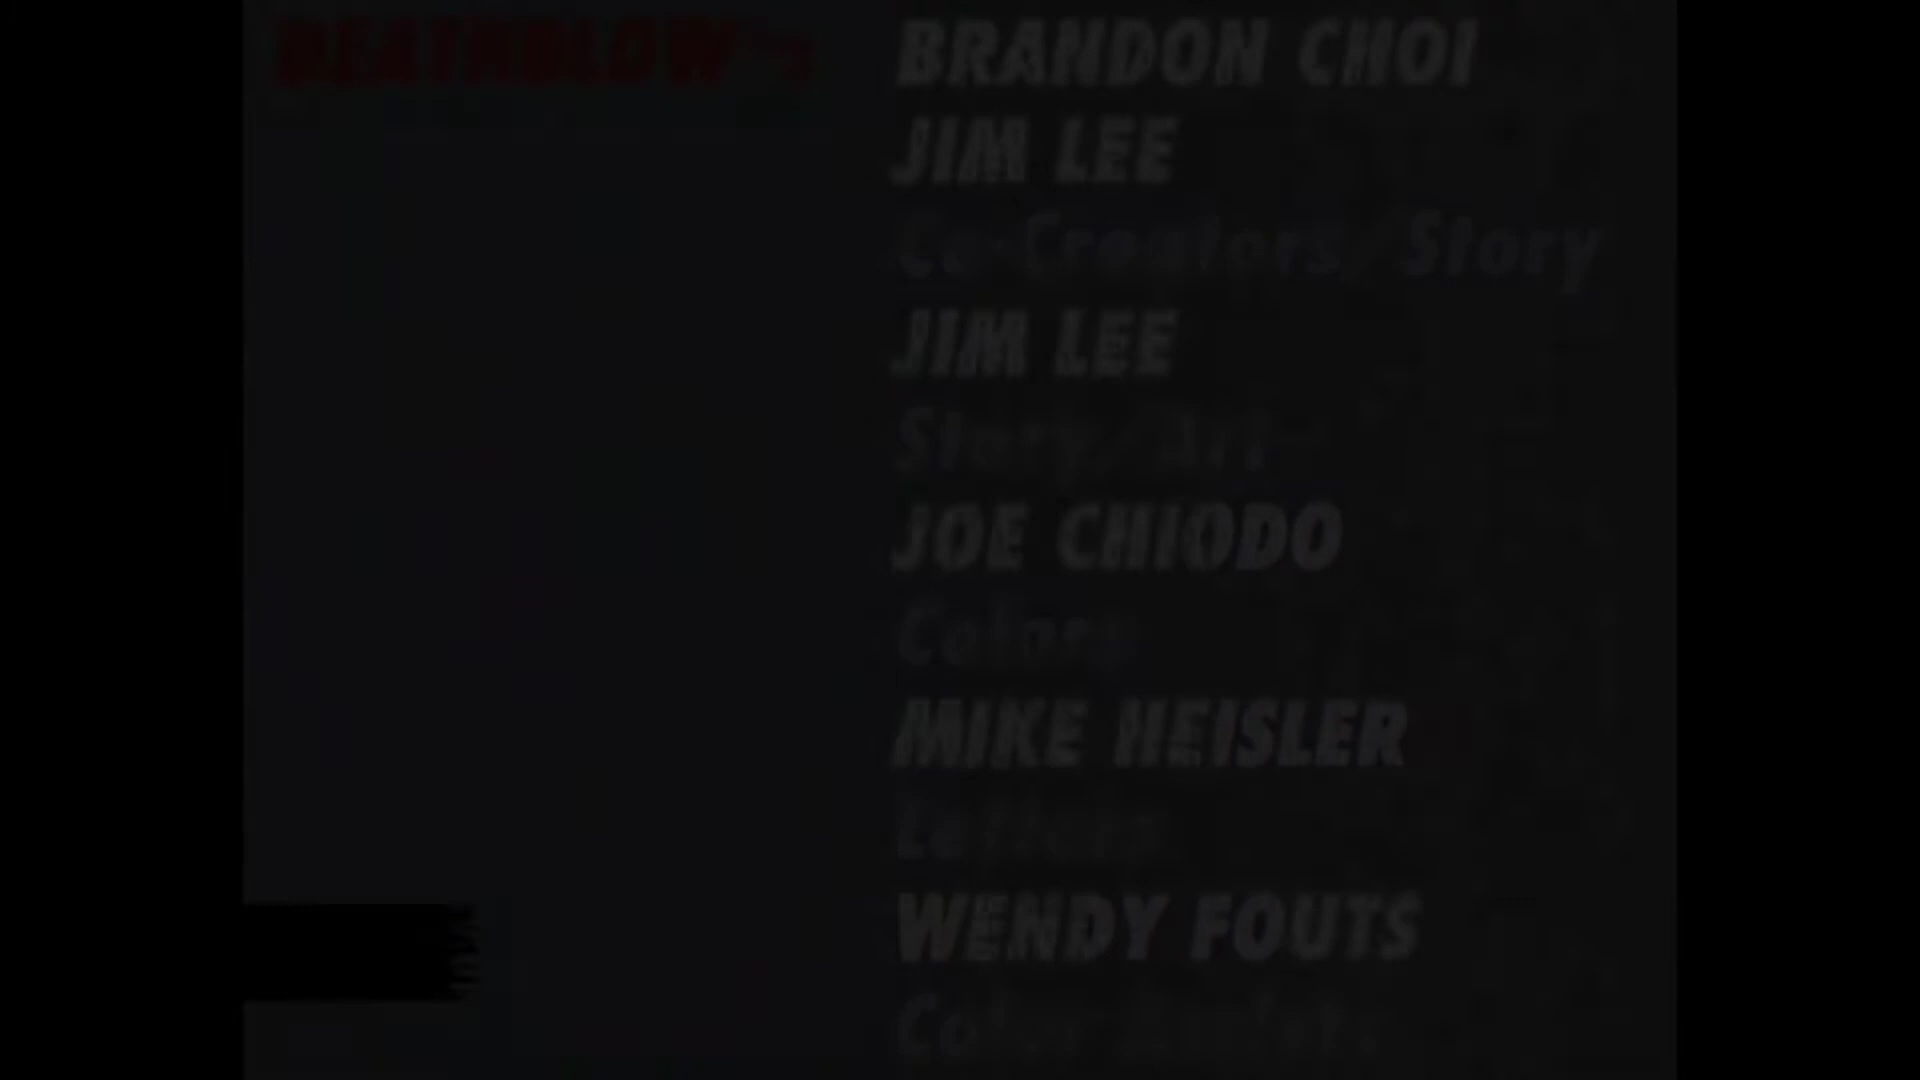 DEATHBLOW
BRANDON CHOI
JIM LEE
Co-Creators/Story
JIM LEE
Story/Art
JOE CHIODO
Colors
MIKE HEISLER
Letters
WENDY FOUTS
Color